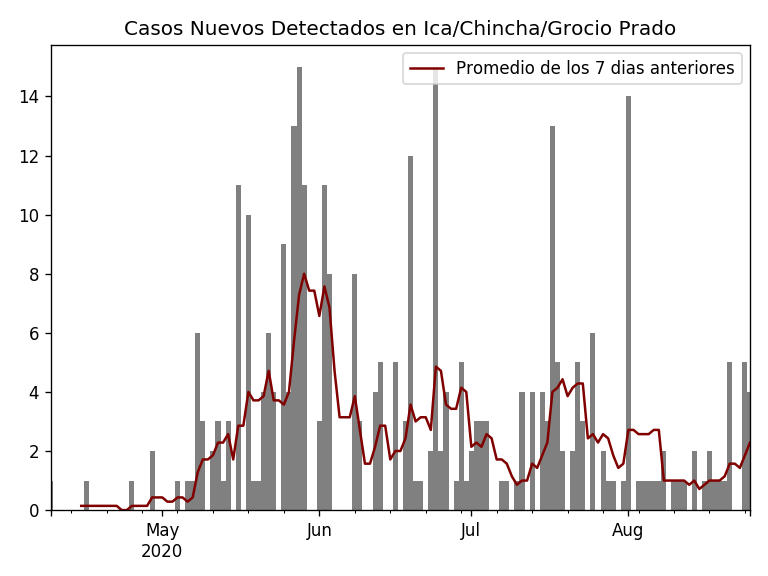 Casos Nuevos Detectados en Ica/Chincha/Grocio Prado
Promedio de los 7 dias anteriores
14
12
10
8
6
4
2
0
May
2020
Jun
Jul
Aug